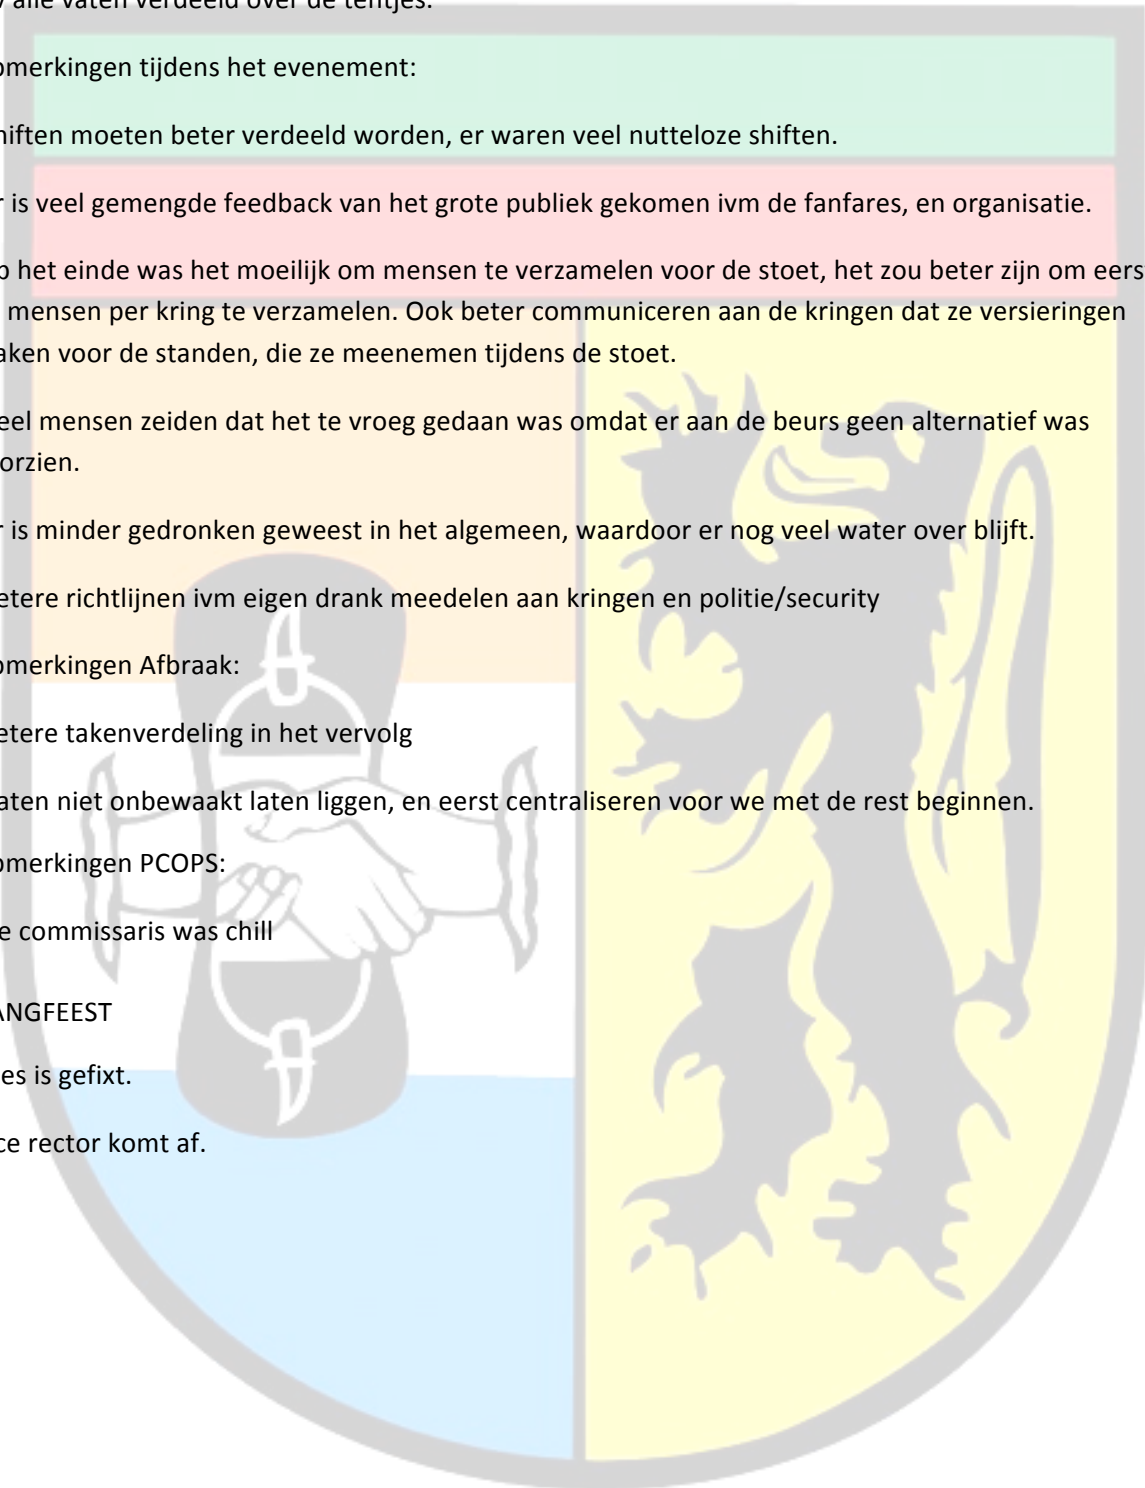 alle vaten verdeeld over de tentjes.
pmerkingen tijdens het evenement:
hiften moeten beter verdeeld worden, er waren veel nutteloze shiften.
r is veel gemengde feedback van het grote publiek gekomen ivm de fanfares, en organisatie.
p het einde was het moeilijk om mensen te verzamelen voor de stoet, het zou beter zijn om eers
mensen per kring te verzamelen. Ook beter communiceren aan de kringen dat ze versieringen
aken voor de standen, die ze meenemen tijdens de stoet.
eel mensen zeiden dat het te vroeg gedaan was omdat er aan de beurs geen alternatief was
orzien.
r is minder gedronken geweest in het algemeen, waardoor er nog veel water over blijft.
etere richtlijnen ivm eigen drank meedelen aan kringen en politie/security
pmerkingen Afbraak:
etere takenverdeling in het vervolg
aten niet onbewaakt laten liggen, en eerst centraliseren voor we met de rest beginnen.
pmerkingen PCOPS:
e commissaris was chill
ANGFEEST
es is gefixt.
ce rector komt af.